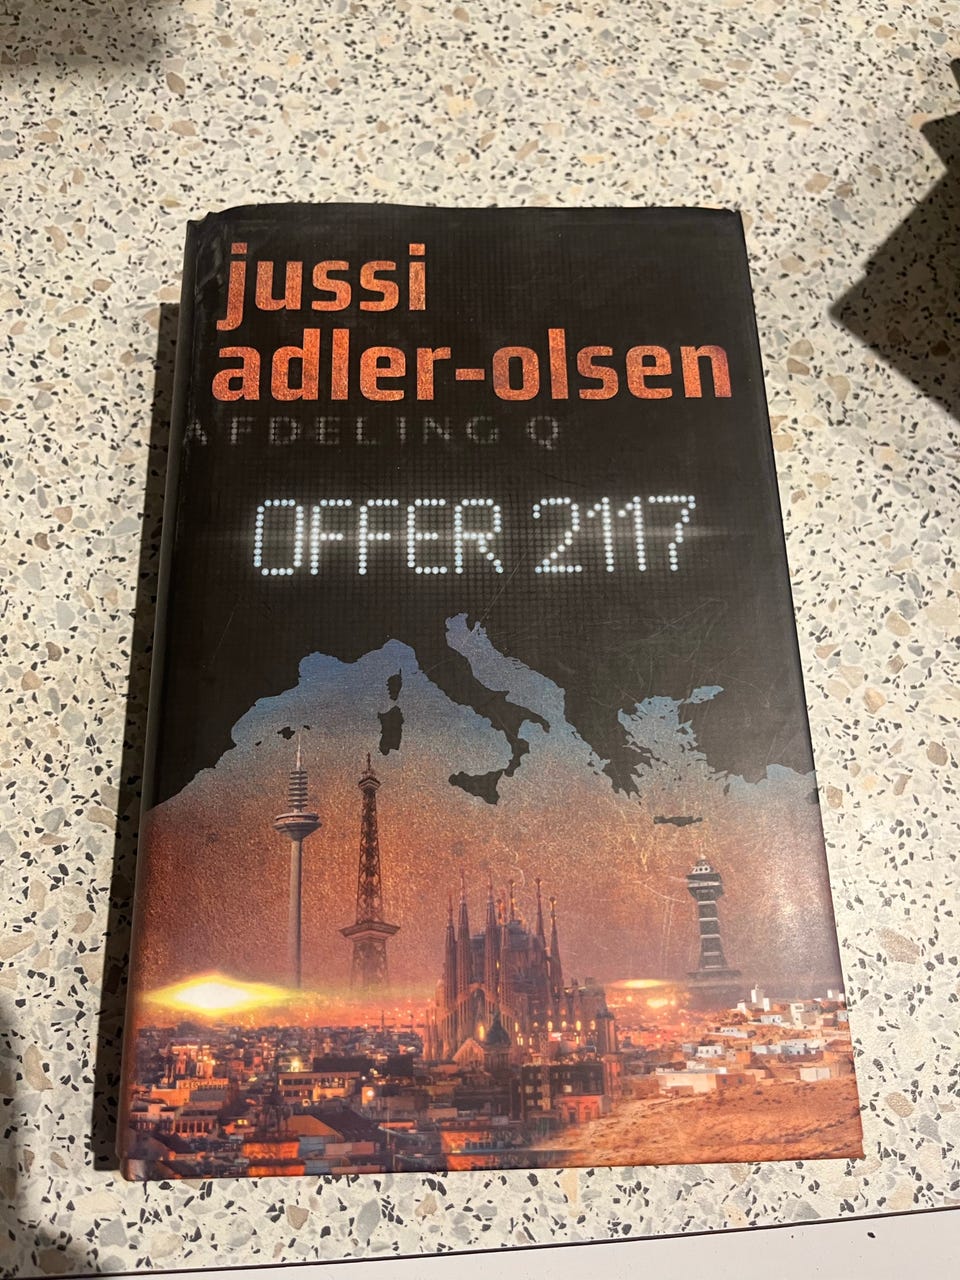 jussi
adler-olsen
AFDELING Q
OFFER 2117